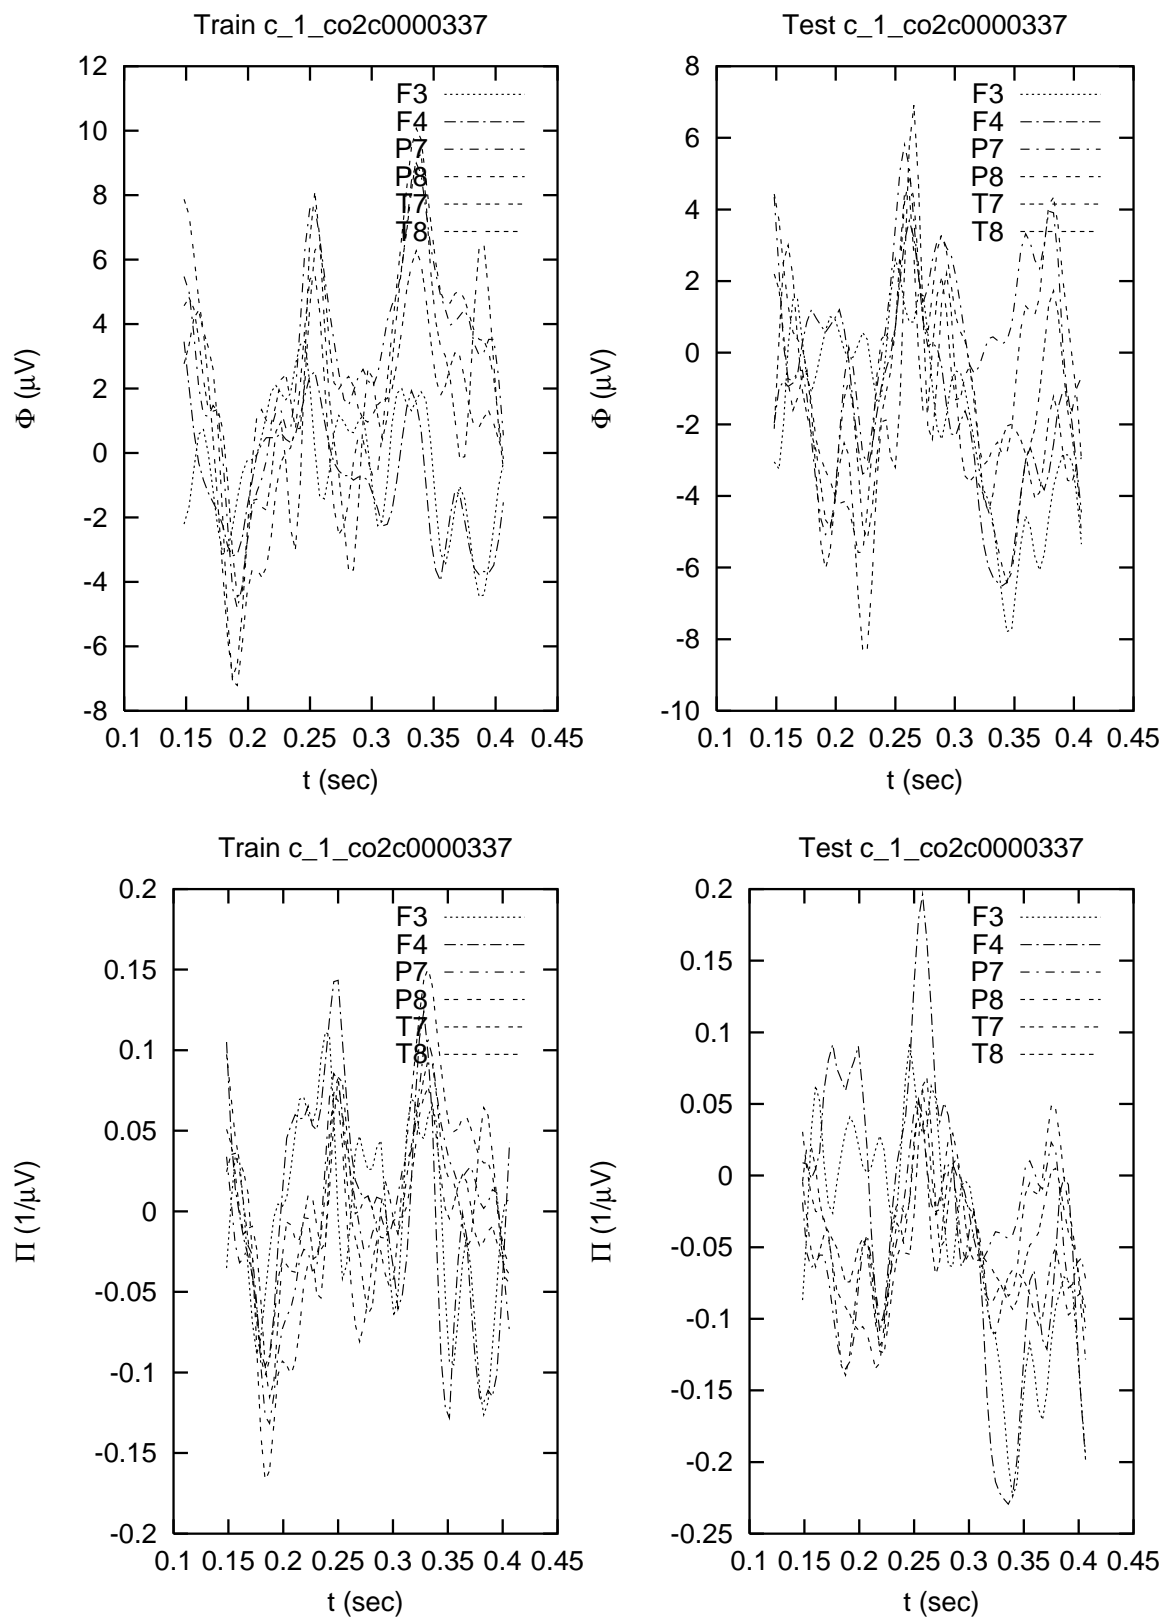 Train c_1_co2c0000337
12
10
8
6
4
2
0
-2
-4
-6
-8
Φ (μV)
F3
F4
P7
P8
T7
T8
0.1 0.15 0.2 0.25 0.3 0.35 0.4 0.45
t (sec)
Test c_1_co2c0000337
8
6
4
2
0
-2
-4
-6
-8
-10
Φ (μV)
F3
F4
P7
P8
T7
T8
0.1 0.15 0.2 0.25 0.3 0.35 0.4 0.45
t (sec)
Train c_1_co2c0000337
0.2
0.15
0.1
0.05
0
-0.05
-0.1
-0.15
-0.2
Π (1/μV)
F3
F4
P7
P8
T7
T8
0.1 0.15 0.2 0.25 0.3 0.35 0.4 0.45
t (sec)
Test c_1_co2c0000337
0.2
0.15
0.1
0.05
0
-0.05
-0.1
-0.15
-0.2
-0.25
Π (1/μV)
F3
F4
P7
P8
T7
T8
0.1 0.15 0.2 0.25 0.3 0.35 0.4 0.45
t (sec)